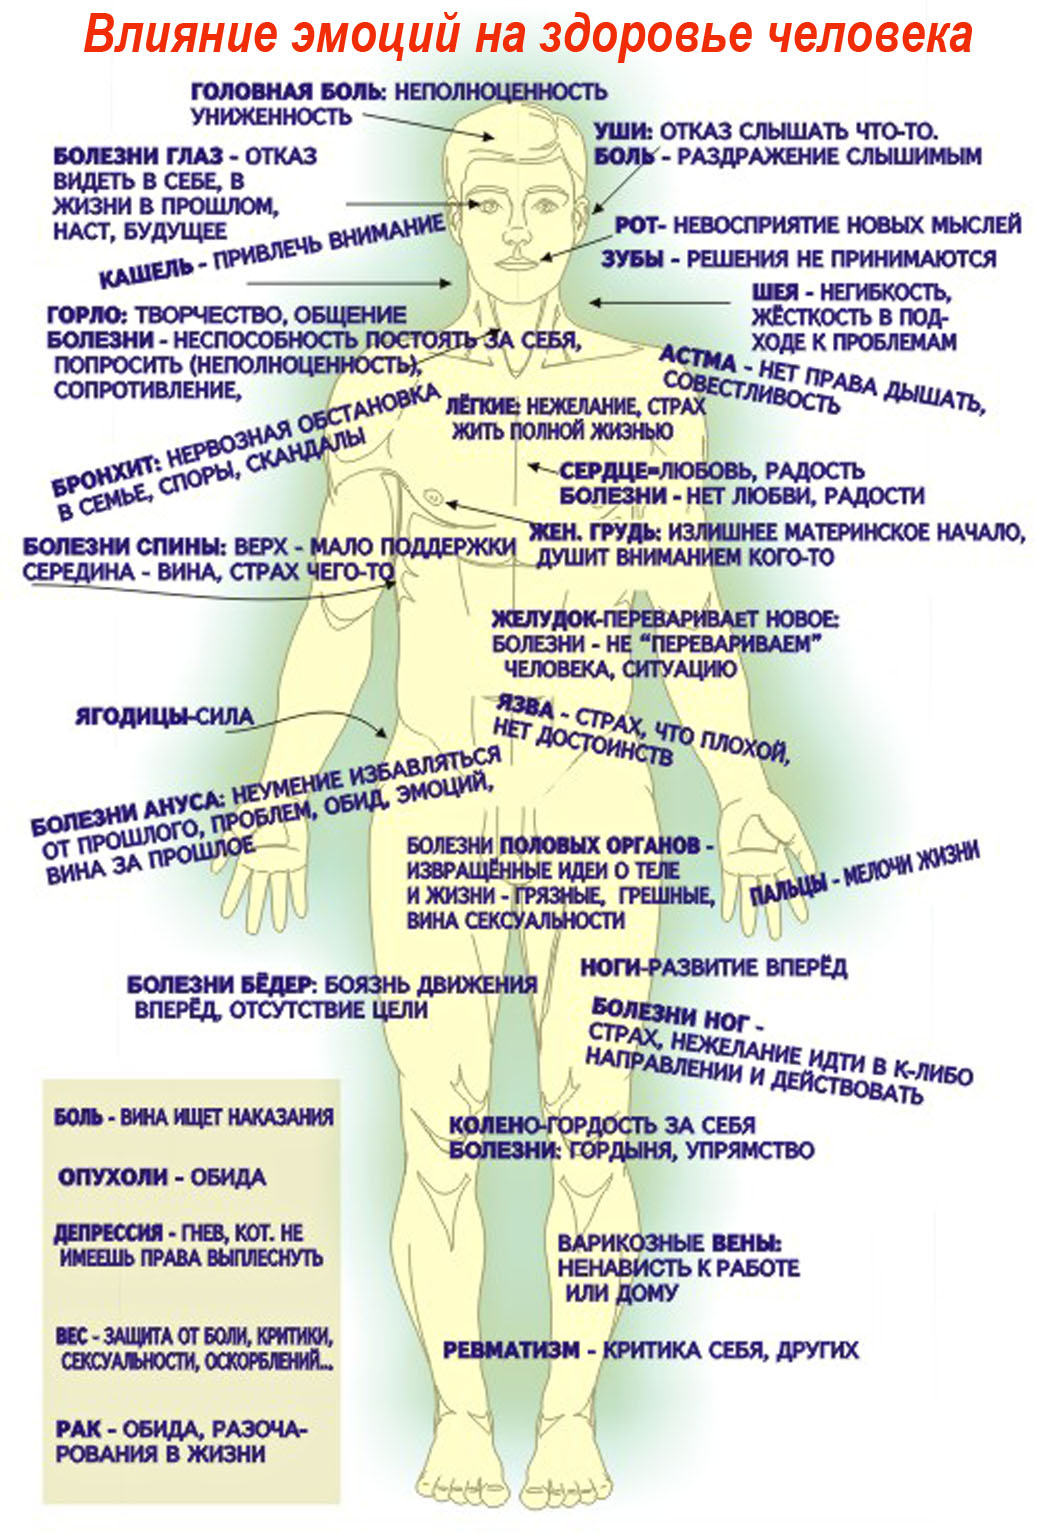 Влияние эмоций на здоровье человека
ГОЛОВНАЯ БОЛЬ: НЕПОЛНОЦЕННОСТЬ
УНИЖЕННОСТЬ
УШИ: ОТКАЗ СЛЫШАТЬ ЧТО-ТО.
БОЛЬ - РАЗДРАЖЕНИЕ СЛЫШИМЫМ
БОЛЕЗНИ ГЛАЗ - ОТКАЗ
ВИДЕТЬ В СЕБЕ, В
ЖИЗНИ В ПРОШЛОМ,
НАСТ, БУДУЩЕЕ
РОТ- НЕВОСПРИЯТИЕ НОВЫХ МЫСЛЕЙ
ЗУБЫ - РЕШЕНИЯ НЕ ПРИНИМАЮТСЯ
КАШЕЛЬ - ПРИВЛЕЧЬ ВНИМАНИЕ
ШЕЯ - НЕГИБКОСТЬ,
ЖЁСТКОСТЬ В ПОД-
ХОДЕ К ПРОБЛЕМАМ
ГОРЛО: ТВОРЧЕСТВО, ОБЩЕНИЕ
БОЛЕЗНИ - НЕСПОСОБНОСТЬ ПОСТОЯТЬ ЗА СЕБЯ,
ПОПРОСИТЬ (НЕПОЛНОЦЕННОСТЬ),
СОПРОТИВЛЕНИЕ,
АСТМА - НЕТ ПРАВА ДЫШАТЬ,
СОВЕСТЛИВОСТЬ
ЛЁГКИЕ: НЕЖЕЛАНИЕ, СТРАХ
ЖИТЬ ПОЛНОЙ ЖИЗНЬЮ
БРОНХИТ: НЕРВОЗНАЯ ОБСТАНОВКА
В СЕМЬЕ, СПОРЫ, СКАНДАЛЫ
СЕРДЦЕ=ЛЮБОВЬ, РАДОСТЬ
БОЛЕЗНИ - НЕТ ЛЮБВИ, РАДОСТИ
ЖЕН. ГРУДЬ: ИЗЛИШНЕЕ МАТЕРИНСКОЕ НАЧАЛО,
ДУШИТ ВНИМАНИЕМ КОГО-ТО
БОЛЕЗНИ СПИНЫ: ВЕРХ - МАЛО ПОДДЕРЖКИ
СЕРЕДИНА - ВИНА, СТРАХ ЧЕГО-ТО
ЖЕЛУДОК-ПЕРЕВАРИВАЕТ НОВОЕ:
БОЛЕЗНИ - НЕ “ПЕРЕВАРИВАЕМ”
ЧЕЛОВЕКА, СИТУАЦИЮ
ЯЗВА - СТРАХ, ЧТО ПЛОХОЙ,
НЕТ ДОСТОИНСТВ
ЯГОДИЦЫ-СИЛА
БОЛЕЗНИ АНУСА: НЕУМЕНИЕ ИЗБАВЛЯТЬСЯ
ОТ ПРОШЛОГО, ПРОБЛЕМ, ОБИД, ЭМОЦИЙ,
ВИНА ЗА ПРОШЛОЕ
БОЛЕЗНИ ПОЛОВЫХ ОРГАНОВ -
ИЗВРАЩЁННЫЕ ИДЕИ О ТЕЛЕ
И ЖИЗНИ - ГРЯЗНЫЕ, ГРЕШНЫЕ,
ВИНА СЕКСУАЛЬНОСТИ
ПАЛЬЦЫ - МЕЛОЧИ ЖИЗНИ
БОЛЕЗНИ БЁДЕР: БОЯЗНЬ ДВИЖЕНИЯ
ВПЕРЁД, ОТСУТСТВИЕ ЦЕЛИ
НОГИ-РАЗВИТИЕ ВПЕРЁД
БОЛЕЗНИ НОГ -
СТРАХ, НЕЖЕЛАНИЕ ИДТИ В К-ЛИБО
НАПРАВЛЕНИИ И ДЕЙСТВОВАТЬ
КОЛЕНО-ГОРДОСТЬ ЗА СЕБЯ
БОЛЕЗНИ: ГОРДЫНЯ, УПРЯМСТВО
ВАРИКОЗНЫЕ ВЕНЫ:
НЕНАВИСТЬ К РАБОТЕ
ИЛИ ДОМУ
РЕВМАТИЗМ - КРИТИКА СЕБЯ, ДРУГИХ
БОЛЬ - ВИНА ИЩЕТ НАКАЗАНИЯ
ОПУХОЛИ - ОБИДА
ДЕПРЕССИЯ - ГНЕВ, КОТ. НЕ
ИМЕЕШЬ ПРАВА ВЫПЛЕСНУТЬ
ВЕС - ЗАЩИТА ОТ БОЛИ, КРИТИКИ,
СЕКСУАЛЬНОСТИ, ОСКОРБЛЕНИЙ...
РАК - ОБИДА, РАЗОЧА-
РОВАНИЯ В ЖИЗНИ